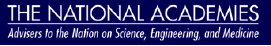 THE NATIONAL ACADEMIES
Advisers to the Nation on Science, Engineering, and Medicine